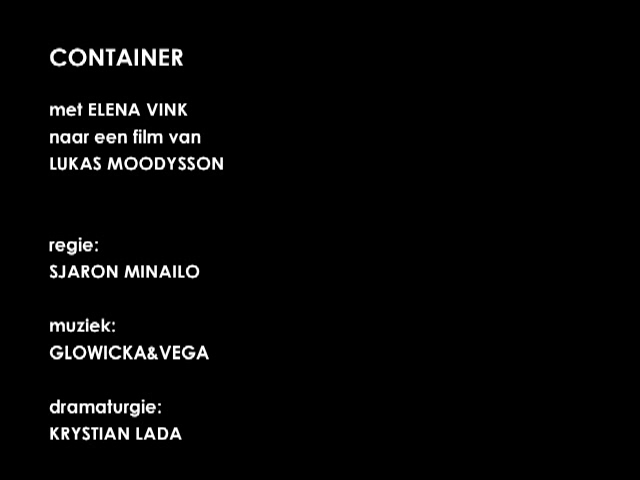 CONTAINER
met ELENA VINK
naar een film van
LUKAS MOODYSSON
regie:
SJARON MINAILO
muziek:
GLOWICKA&VEGA
dramaturgie:
KRYSTIAN LADA